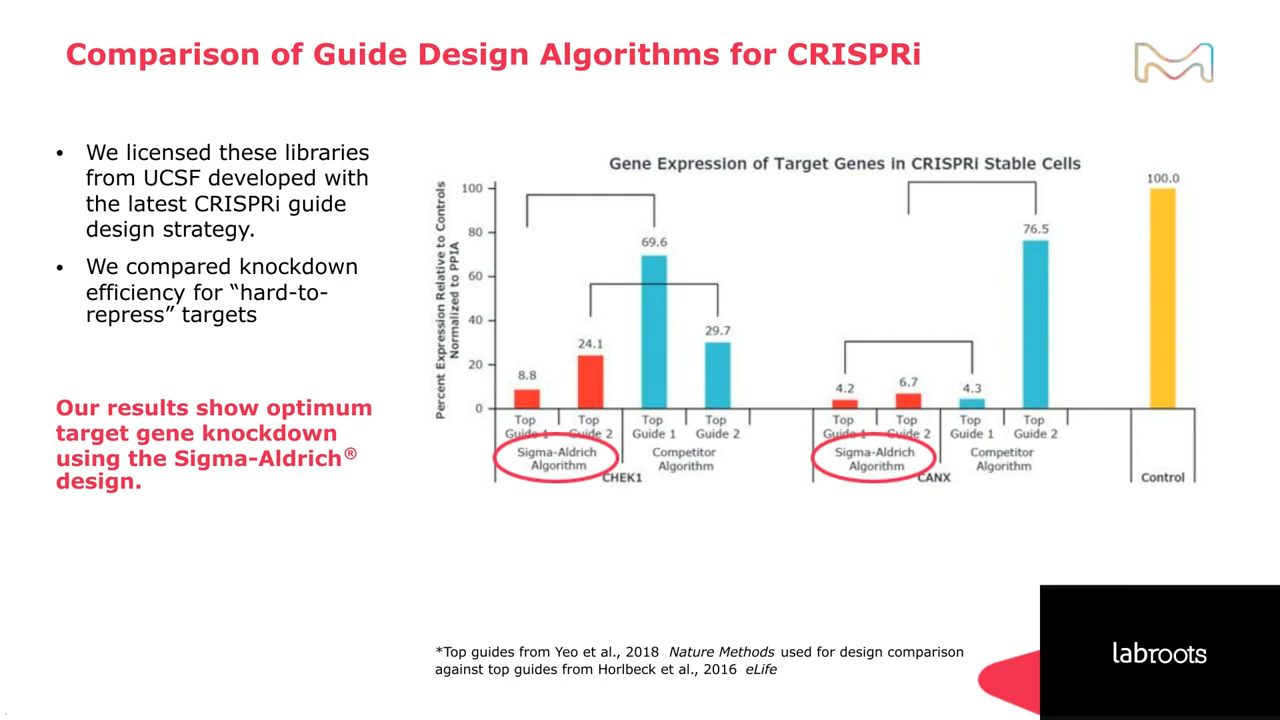 Comparison of Guide Design Algorithms for CRISPRi
• We licensed these libraries
from UCSF developed with
the latest CRISPRi guide
design strategy.
• We compared knockdown
efficiency for “hard-to-
repress” targets
Our results show optimum
target gene knockdown
using the Sigma-Aldrich®
design.
Gene Expression of Target Genes in CRISPRi Stable Cells
Percent Expression Relative to Controls
Normalized to PPIA
100
80
60
40
20
0
8.8
24.1
69.6
29.7
4.2
6.7
4.3
76.5
100.0
Top
Guide 1
Top
Guide 2
Top
Guide 1
Top
Guide 2
Top
Guide 1
Top
Guide 2
Top
Guide 1
Top
Guide 2
Sigma-Aldrich
Algorithm
Competitor
Algorithm
Sigma-Aldrich
Algorithm
Competitor
Algorithm
CHEK1
CANX
Control
*Top guides from Yeo et al., 2018 Nature Methods used for design comparison
against top guides from Horlbeck et al., 2016 eLife
labroots